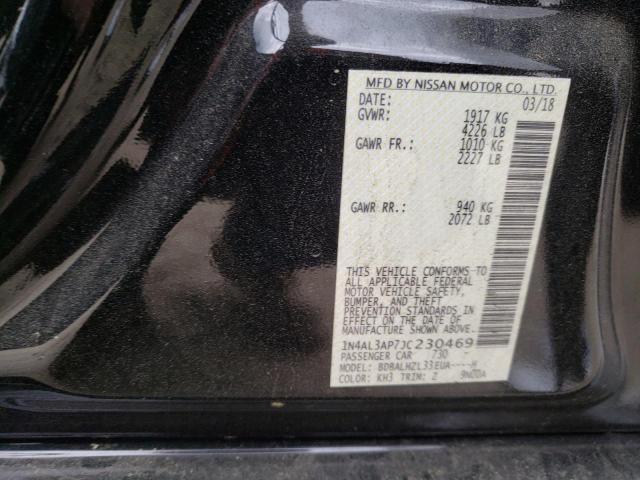 MFD BY NISSAN MOTOR CO., LTD.
DATE: 03/18
GVWR: 1917 KG
4226 LB
GAWR FR.: 1010 KG
2227 LB
GAWR RR.: 940 KG
2072 LB
THIS VEHICLE CONFORMS TO
ALL APPLICABLE FEDERAL
MOTOR VEHICLE SAFETY,
BUMPER, AND THEFT
PREVENTION STANDARDS
IN EFFECT ON THE DATE OF
MANUFACTURE SHOWN ABOVE.
1N4AL3AP7JC230469
PASSENGER CAR 730
MODEL: BDBALHZL33EUA----H
COLOR: KH3 TRIM: Z